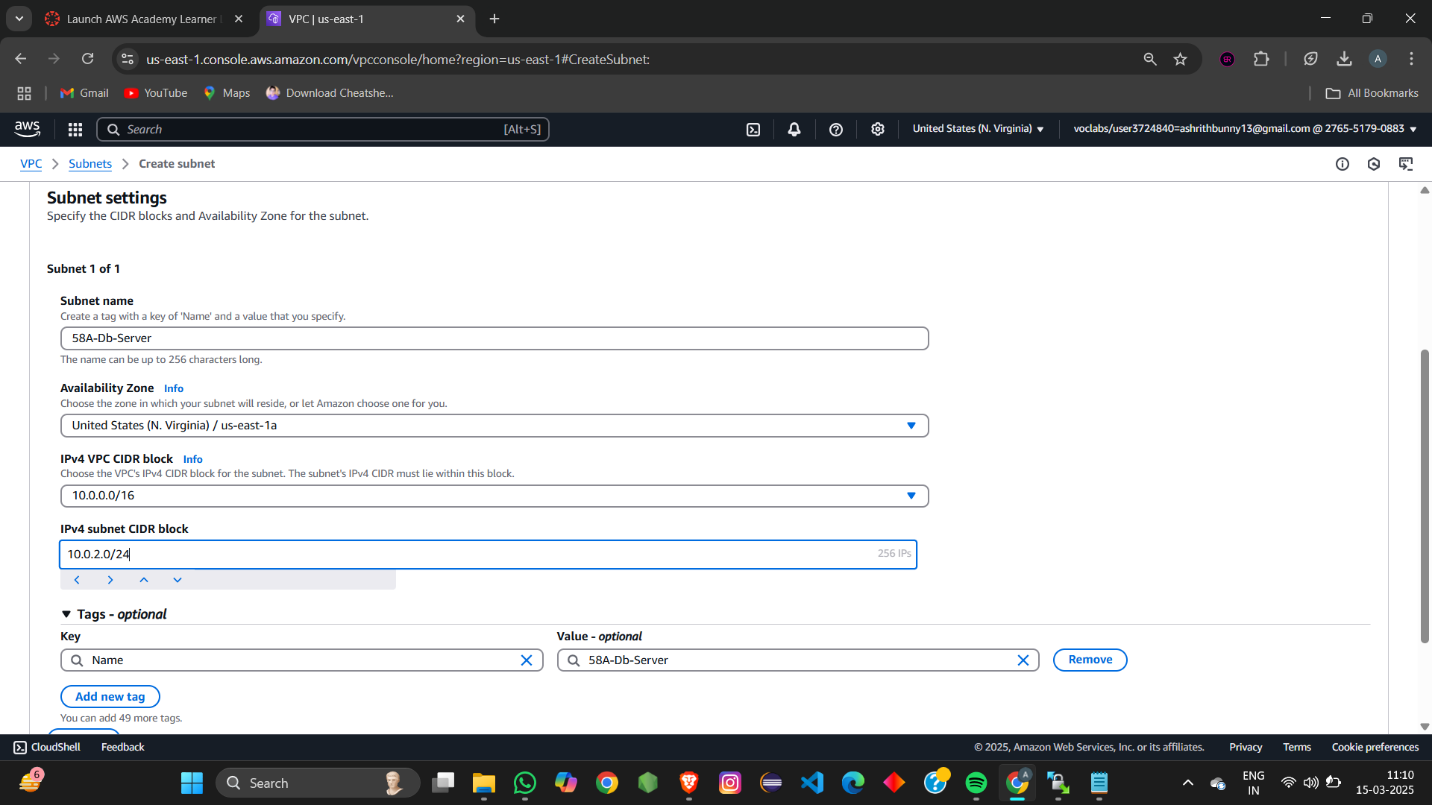 Launch AWS Academy Learner
VPC | us-east-1
us-east-1.console.aws.amazon.com/vpcconsole/home?region=us-east-1#CreateSubnet:
A
Gmail
YouTube
Maps
Download Cheatshe...
All Bookmarks
aws
Search
[Alt+S]
United States (N. Virginia)
voclabs/user3724840=ashrithbunny13@gmail.com @ 2765-5179-0883
VPC
Subnets
Create subnet
Subnet settings
Specify the CIDR blocks and Availability Zone for the subnet.
Subnet 1 of 1
Subnet name
Create a tag with a key of 'Name' and a value that you specify.
58A-Db-Server
The name can be up to 256 characters long.
Availability Zone Info
Choose the zone in which your subnet will reside, or let Amazon choose one for you.
United States (N. Virginia) / us-east-1a
IPv4 VPC CIDR block Info
Choose the VPC's IPv4 CIDR block for the subnet. The subnet's IPv4 CIDR must lie within this block.
10.0.0.0/16
IPv4 subnet CIDR block
10.0.2.0/24
256 IPs
Tags - optional
Key
Value - optional
Name
58A-Db-Server
Remove
Add new tag
You can add 49 more tags.
CloudShell
Feedback
© 2025, Amazon Web Services, Inc. or its affiliates.
Privacy
Terms
Cookie preferences
6
Search
A
ENG
IN
11:10
15-03-2025